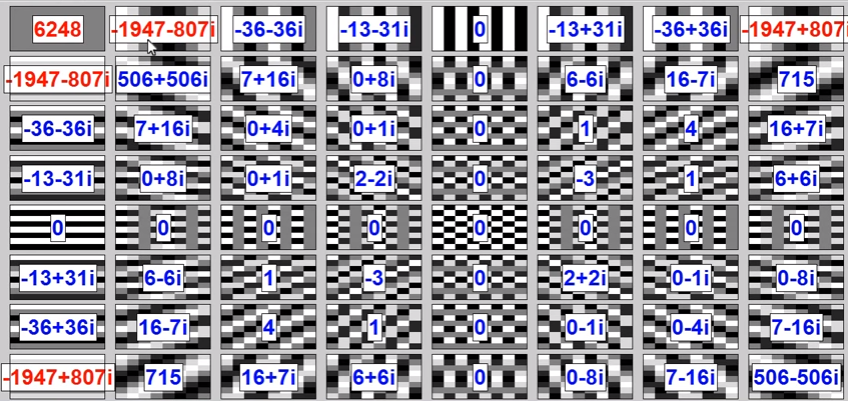 6248 -1947-807i -36-36i -13-31i 0 -13+31i -36+36i -1947+807i
-1947-807i 506+506i 7+16i 0+8i 0 6-6i 16-7i 715
-36-36i 7+16i 0+4i 0+1i 0 1 4 16+7i
-13-31i 0+8i 0+1i 2-2i 0 -3 1 6+6i
0 0 0 0 0 0 0 0
-13+31i 6-6i 1 -3 0 2+2i 0-1i 0-8i
-36+36i 16-7i 4 1 0 0-1i 0-4i 7-16i
-1947+807i 715 16+7i 6+6i 0 0-8i 7-16i 506-506i